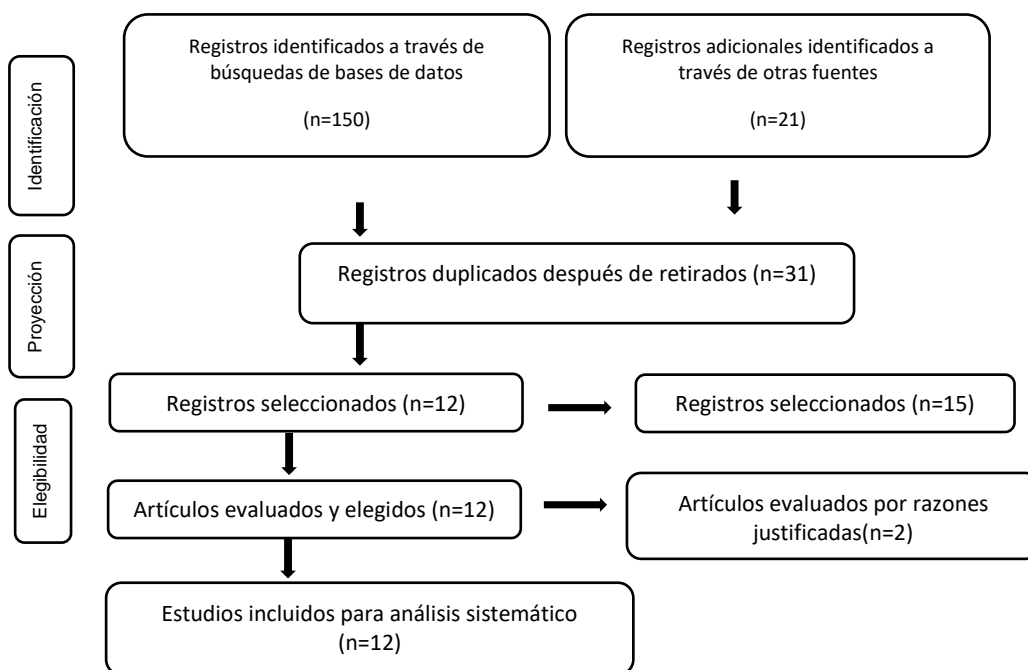 Identificación
Registros identificados a través de
búsquedas de bases de datos
(n=150)
Registros adicionales identificados a
través de otras fuentes
(n=21)
Proyección
Registros duplicados después de retirados (n=31)
Registros seleccionados (n=12)
Registros seleccionados (n=15)
Elegibilidad
Artículos evaluados y elegidos (n=12)
Artículos evaluados por razones
justificadas(n=2)
Estudios incluidos para análisis sistemático
(n=12)